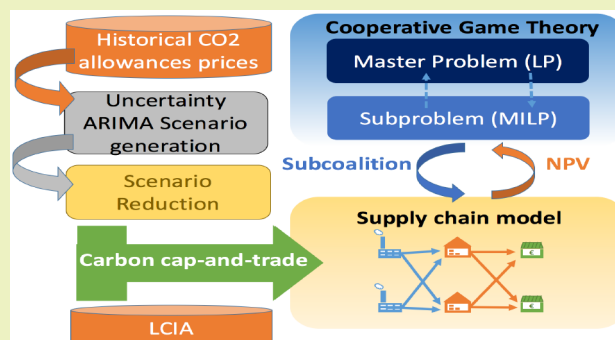 Historical CO2
allowances prices
Uncertainty
ARIMA Scenario
generation
Scenario
Reduction
Carbon cap-and-trade
LCIA
Cooperative Game Theory
Master Problem (LP)
Subproblem (MILP)
Subcoalition
NPV
Supply chain model